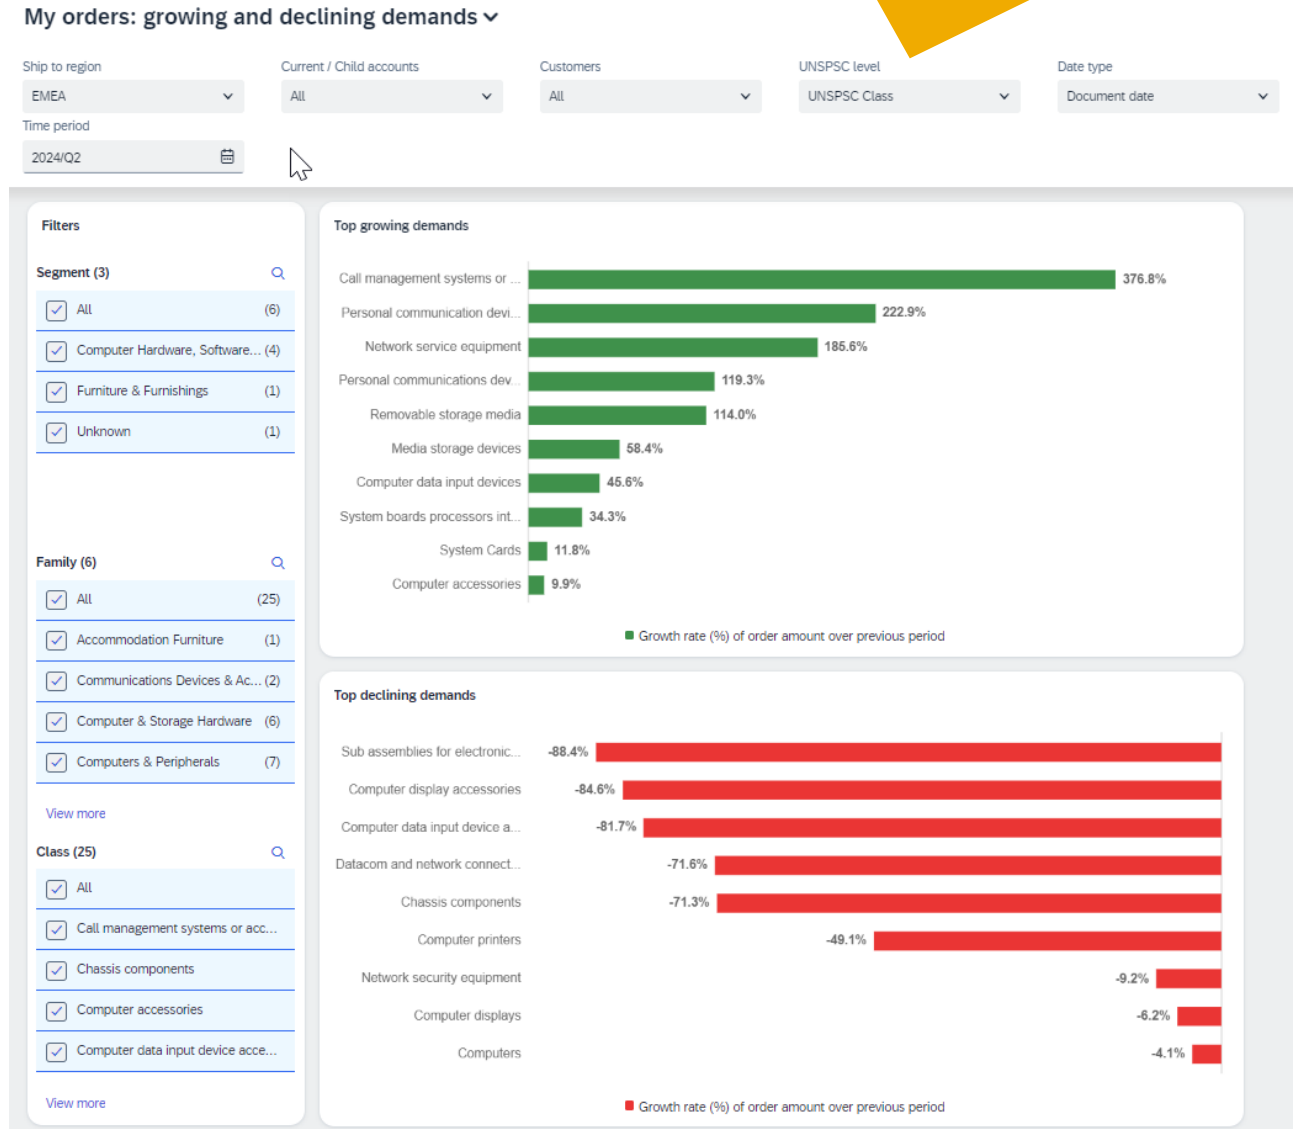 My orders: growing and declining demands
Ship to region
EMEA
Current / Child accounts
All
Customers
All
UNSPSC level
UNSPSC Class
Date type
Document date
Time period
2024/Q2
Filters
Segment (3)
All (6)
Computer Hardware, Software... (4)
Furniture & Furnishings (1)
Unknown (1)
Family (6)
All (25)
Accommodation Furniture (1)
Communications Devices & Ac... (2)
Computer & Storage Hardware (6)
Computers & Peripherals (7)
View more
Class (25)
All
Call management systems or acc...
Chassis components
Computer accessories
Computer data input device acce...
View more
Top growing demands
Call management systems or ... 376.8%
Personal communication devi... 222.9%
Network service equipment 185.6%
Personal communications dev... 119.3%
Removable storage media 114.0%
Media storage devices 58.4%
Computer data input devices 45.6%
System boards processors int... 34.3%
System Cards 11.8%
Computer accessories 9.9%
Growth rate (%) of order amount over previous period
Top declining demands
Sub assemblies for electronic... -88.4%
Computer display accessories -84.6%
Computer data input device a... -81.7%
Datacom and network connect... -71.6%
Chassis components -71.3%
Computer printers -49.1%
Network security equipment -9.2%
Computer displays -6.2%
Computers -4.1%
Growth rate (%) of order amount over previous period